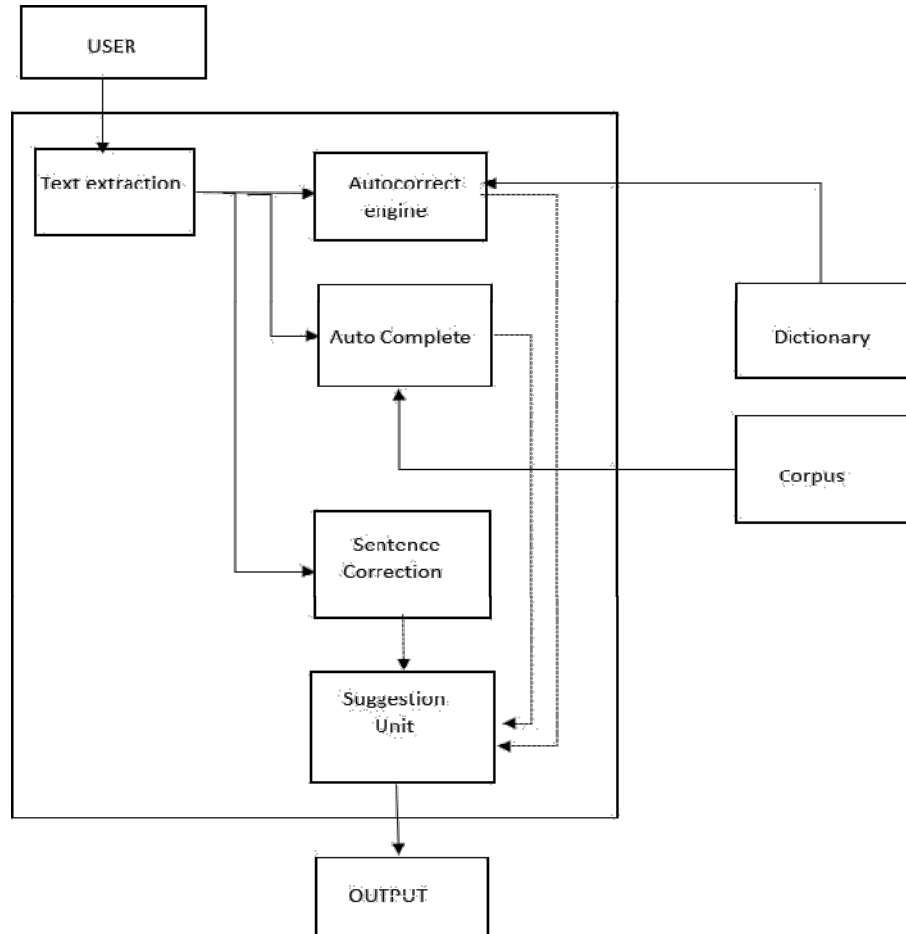 USER
Text extraction
Autocorrect
engine
Auto Complete
Dictionary
Corpus
Sentence
Correction
Suggestion
Unit
OUTPUT